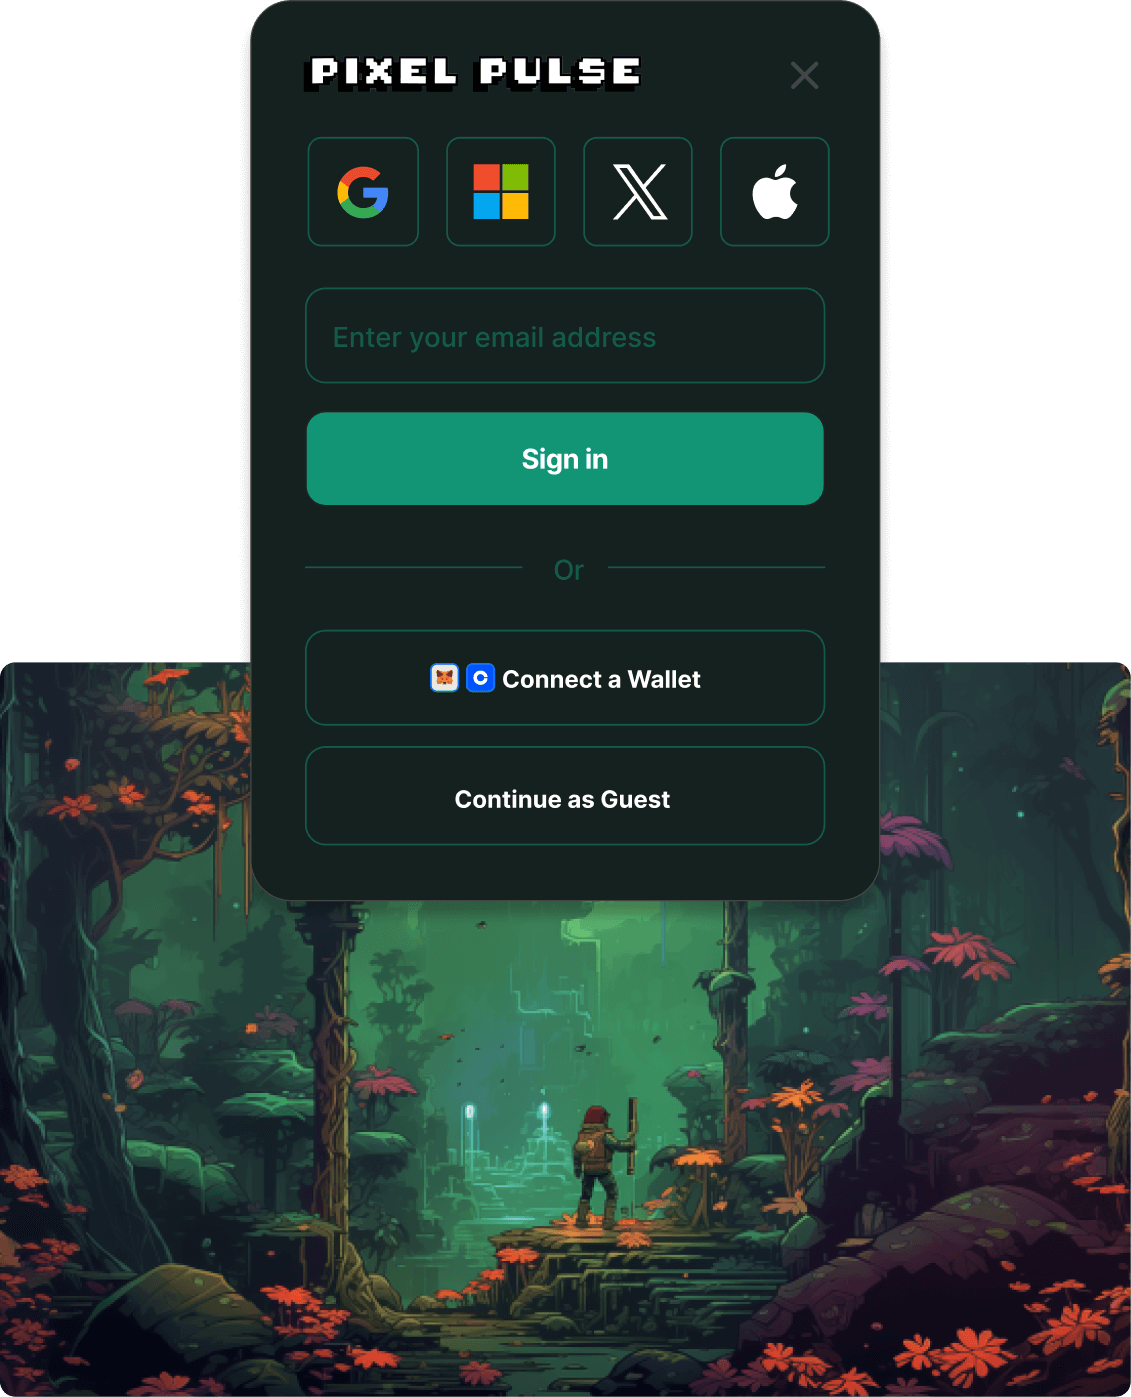 PIXEL PULSE
Enter your email address
Sign in
Or
Connect a Wallet
Continue as Guest